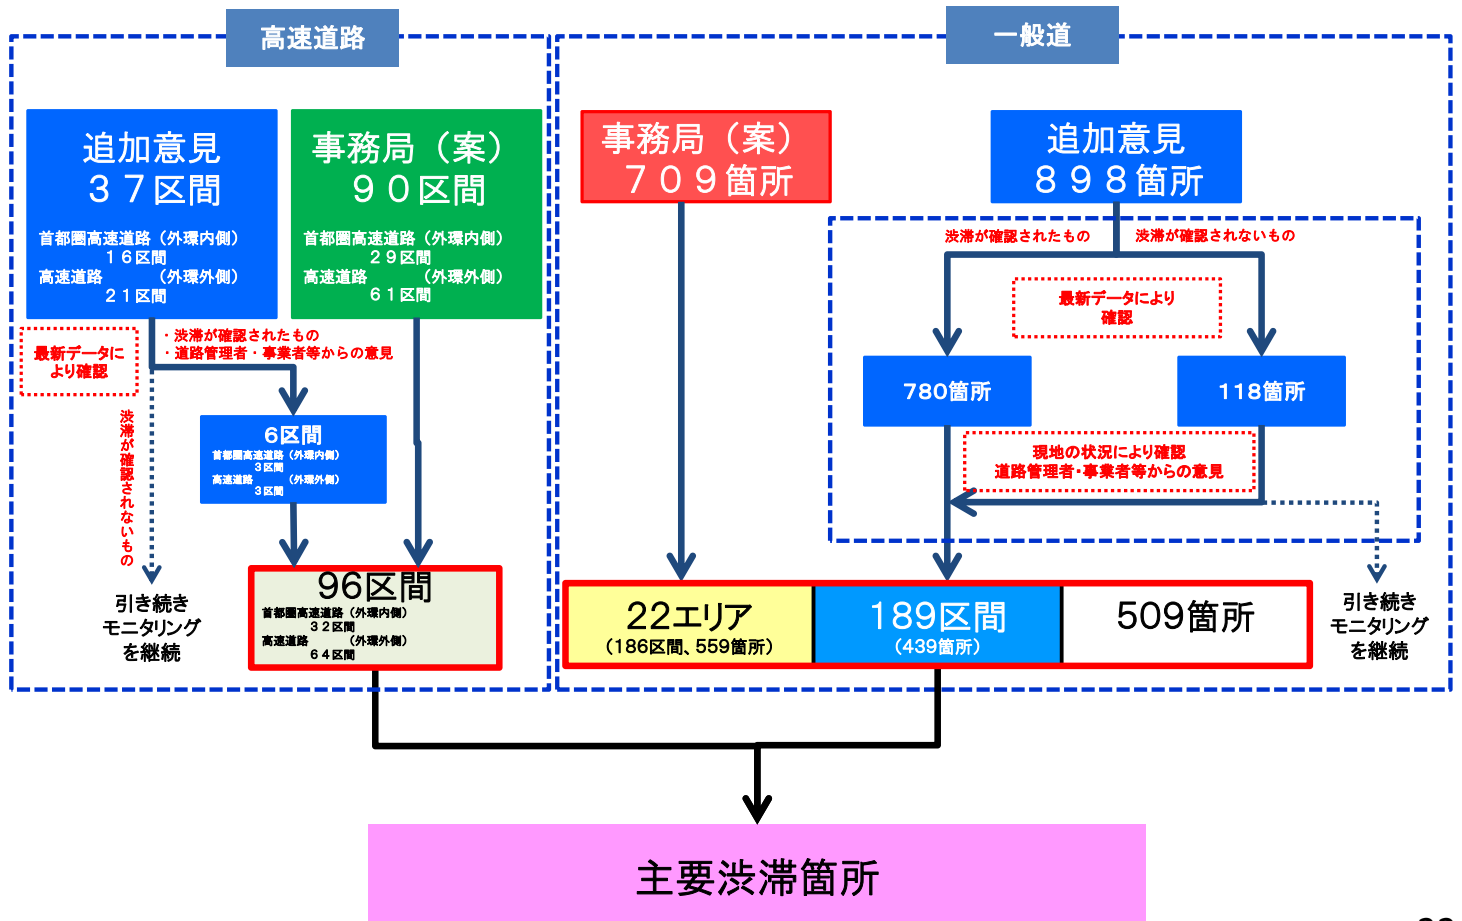 高速道路
追加意見
３７区間
首都圏高速道路（外環内側）
１６区間
高速道路　　　（外環外側）
２１区間
事務局（案）
９０区間
首都圏高速道路（外環内側）
２９区間
高速道路　　　（外環外側）
６１区間
最新データに
より確認
・渋滞が確認されたもの
・道路管理者・事業者等からの意見
渋滞が確認されないもの
6区間
首都圏高速道路（外環内側）
３区間
高速道路　　　（外環外側）
３区間
引き続き
モニタリング
を継続
96区間
首都圏高速道路（外環内側）
３２区間
高速道路　　　（外環外側）
６４区間
一般道
事務局（案）
７０９箇所
追加意見
８９８箇所
渋滞が確認されたもの
渋滞が確認されないもの
最新データにより
確認
780箇所
118箇所
現地の状況により確認
道路管理者・事業者等からの意見
22エリア
（186区間、559箇所）
189区間
（439箇所）
509箇所
引き続き
モニタリング
を継続
主要渋滞箇所